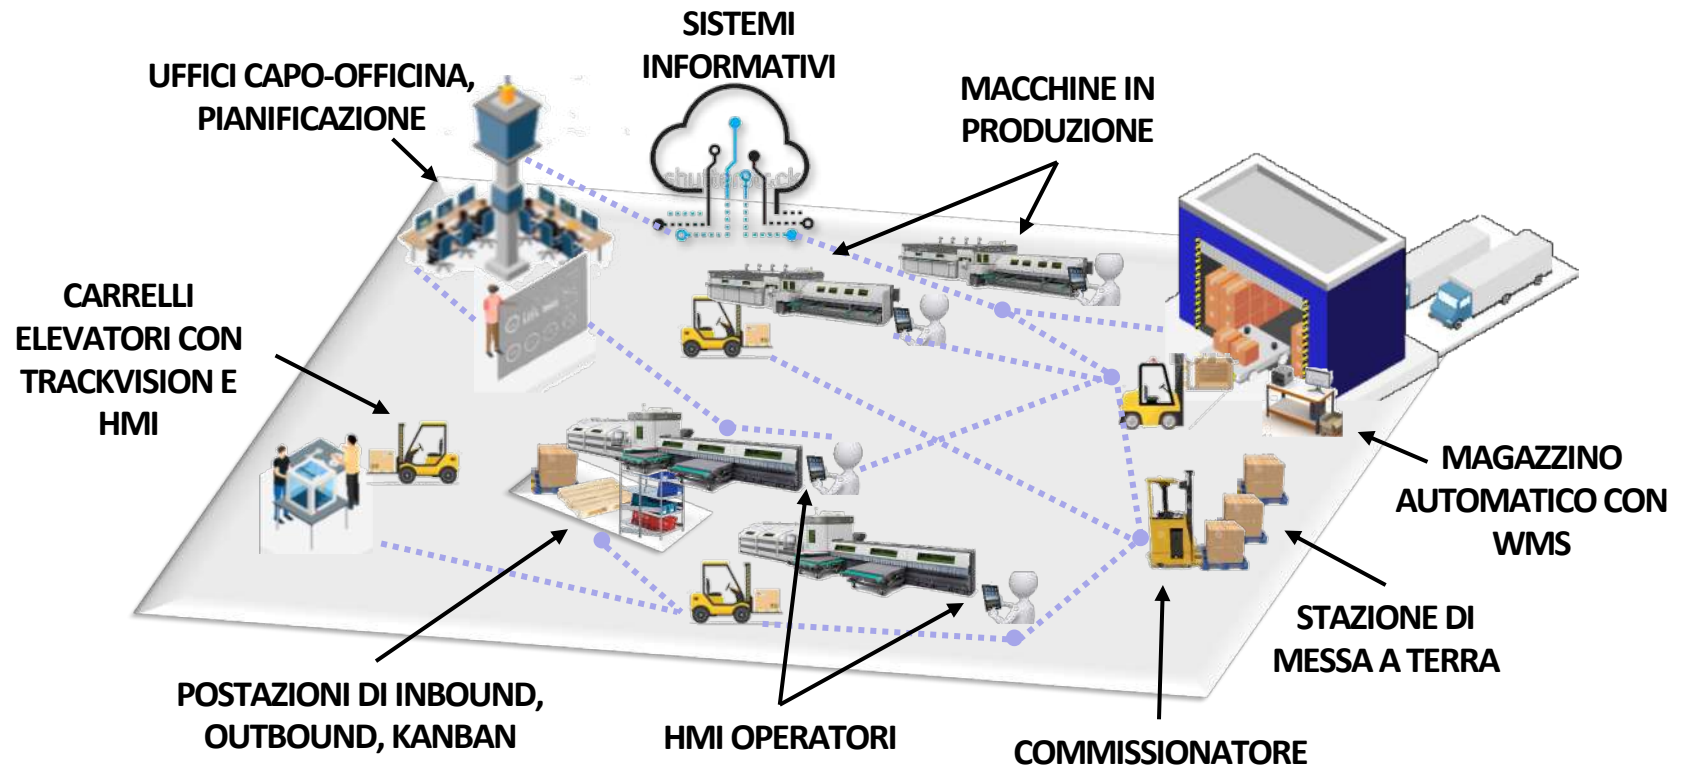 SISTEMI
INFORMATIVI
UFFICI CAPO-OFFICINA,
PIANIFICAZIONE
MACCHINE IN
PRODUZIONE
CARRELLI
ELEVATORI CON
TRACKVISION E
HMI
MAGAZZINO
AUTOMATICO CON
WMS
STAZIONE DI
MESSA A TERRA
POSTAZIONI DI INBOUND,
OUTBOUND, KANBAN
HMI OPERATORI
COMMISSIONATORE